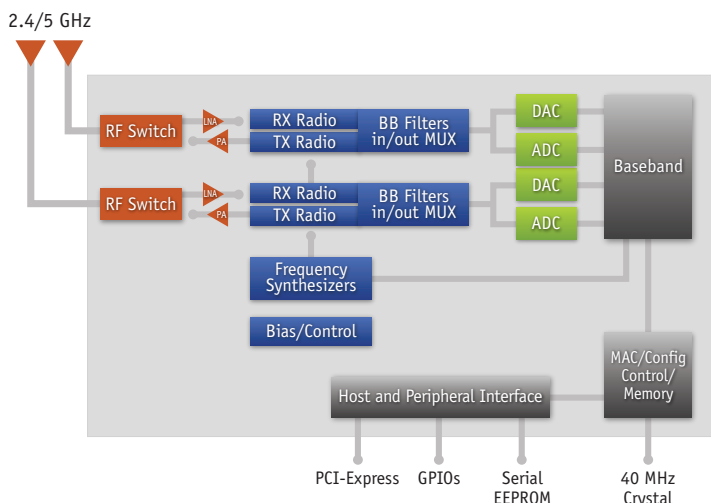 2.4/5 GHz
RF Switch
LNA
PA
RX Radio
TX Radio
BB Filters
in/out MUX
DAC
ADC
Baseband
RF Switch
LNA
PA
RX Radio
TX Radio
BB Filters
in/out MUX
DAC
ADC
Frequency
Synthesizers
Bias/Control
MAC/Config
Control/
Memory
Host and Peripheral Interface
PCI-Express
GPIOs
Serial
EEPROM
40 MHz
Crystal